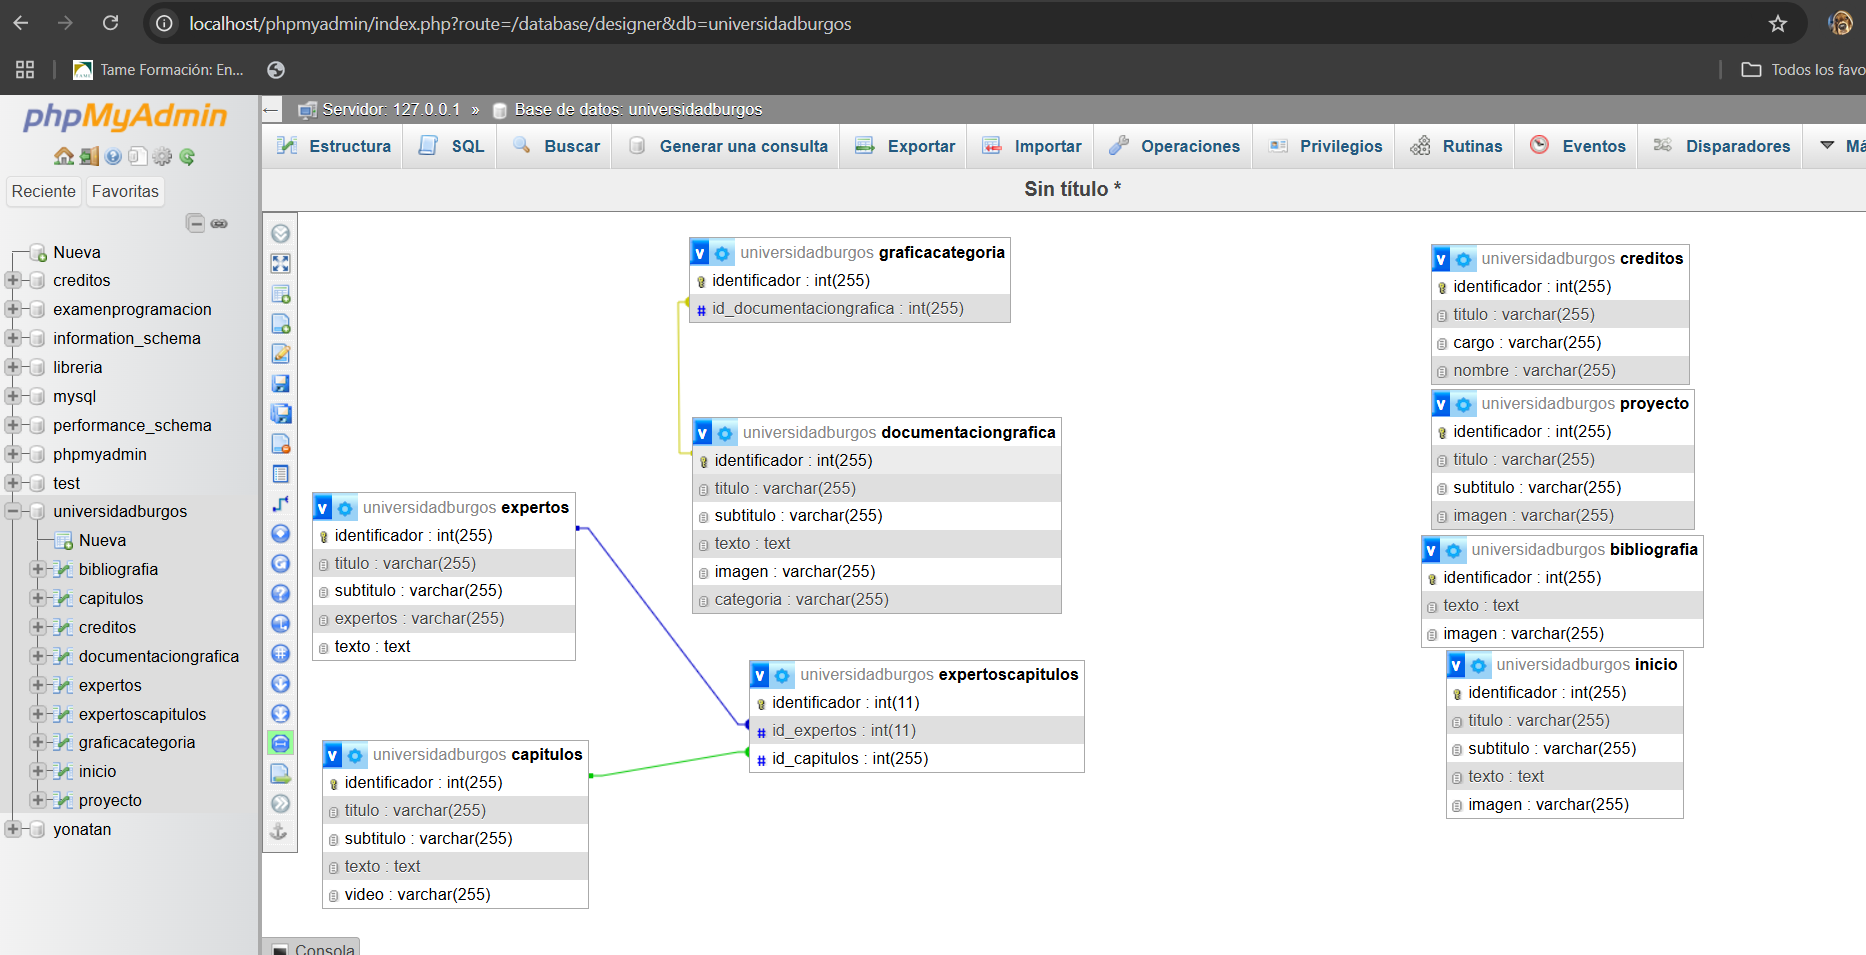 localhost/phpmyadmin/index.php?route=/database/designer&db=universidadburgos
Tame Formación: En...
Todos los favo
phpMyAdmin
Reciente
Favoritas
Nueva
creditos
examenprogramacion
information_schema
libreria
mysql
performance_schema
phpmyadmin
test
universidadburgos
Nueva
bibliografia
capitulos
creditos
documentaciongrafica
expertos
expertoscapitulos
graficacategoria
inicio
proyecto
yonatan
Servidor: 127.0.0.1 » Base de datos: universidadburgos
Estructura
SQL
Buscar
Generar una consulta
Exportar
Importar
Operaciones
Privilegios
Rutinas
Eventos
Disparadores
Má
Sin título *
universidadburgos graficacategoria
identificador : int(255)
id_documentaciongrafica : int(255)
universidadburgos documentaciongrafica
identificador : int(255)
titulo : varchar(255)
subtitulo : varchar(255)
texto : text
imagen : varchar(255)
categoria : varchar(255)
universidadburgos expertos
identificador : int(255)
titulo : varchar(255)
subtitulo : varchar(255)
expertos : varchar(255)
texto : text
universidadburgos expertoscapitulos
identificador : int(11)
id_expertos : int(11)
id_capitulos : int(255)
universidadburgos capitulos
identificador : int(255)
titulo : varchar(255)
subtitulo : varchar(255)
texto : text
video : varchar(255)
universidadburgos creditos
identificador : int(255)
titulo : varchar(255)
cargo : varchar(255)
nombre : varchar(255)
universidadburgos proyecto
identificador : int(255)
titulo : varchar(255)
subtitulo : varchar(255)
imagen : varchar(255)
universidadburgos bibliografia
identificador : int(255)
texto : text
imagen : varchar(255)
universidadburgos inicio
identificador : int(255)
titulo : varchar(255)
subtitulo : varchar(255)
texto : text
imagen : varchar(255)
Consola